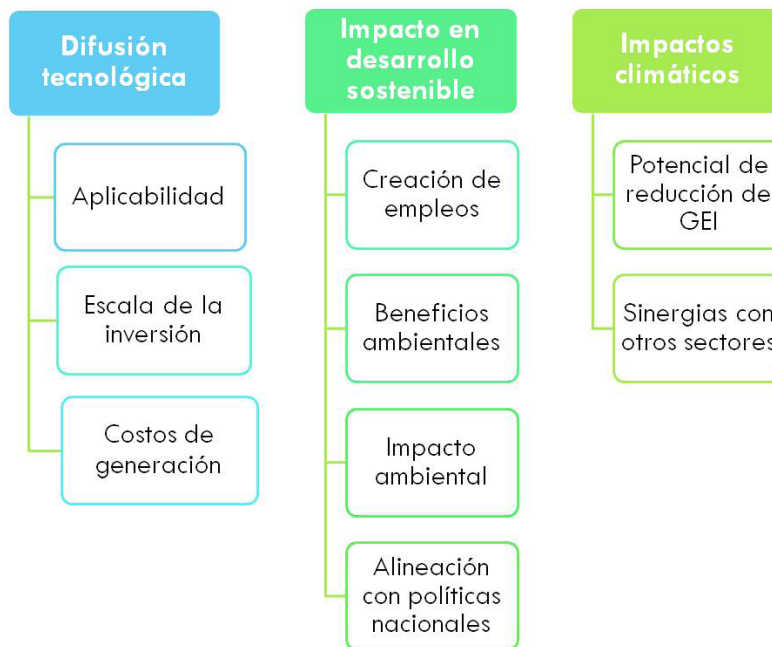 Difusión
tecnológica
Aplicabilidad
Escala de la
inversión
Costos de
generación
Impacto en
desarrollo
sostenible
Creación de
empleos
Beneficios
ambientales
Impacto
ambiental
Alineación
con políticas
nacionales
Impactos
climáticos
Potencial de
reducción de
GEI
Sinergias con
otros sectores